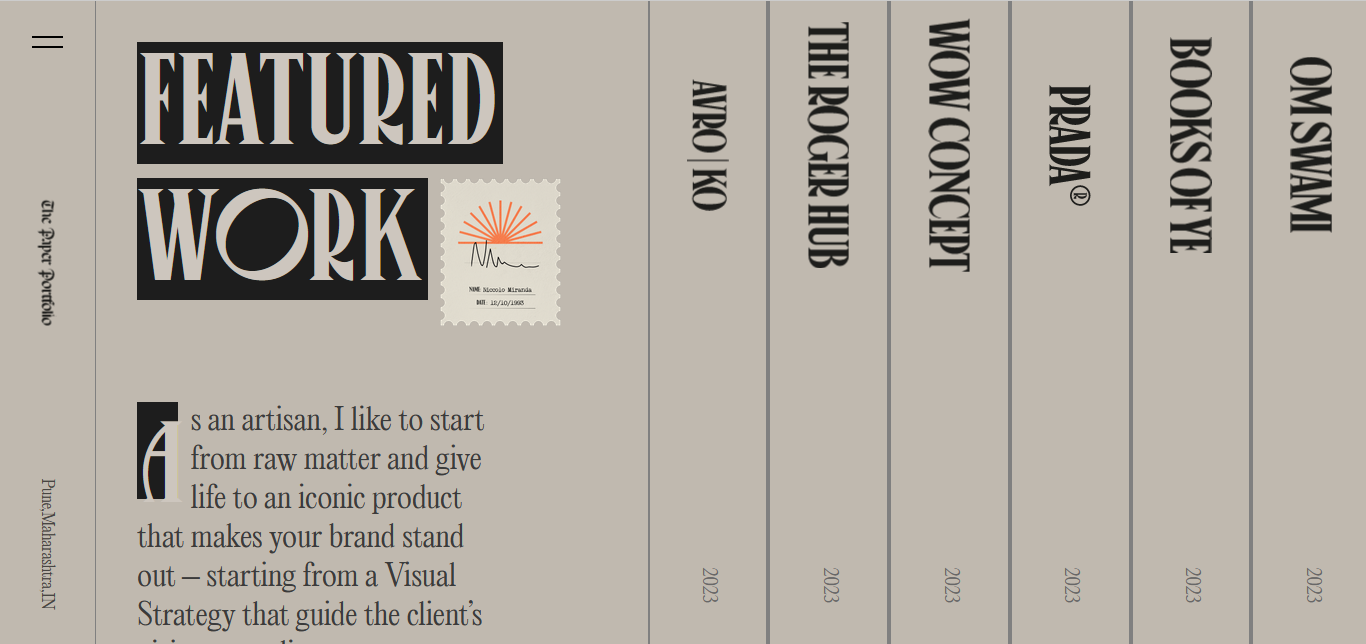 The Paper Portfolio
Pune,Maharashtra,IN
FEATURED
WORK
NOME: Niccolo Miranda
DATE: 12/10/1993
As an artisan, I like to start
from raw matter and give
life to an iconic product
that makes your brand stand
out – starting from a Visual
Strategy that guide the client’s
AVRO | KO
2023
THE ROGER HUB
2023
WOW CONCEPT
2023
PRADA®
2023
BOOKS OF YE
2023
OM SWAMI
2023